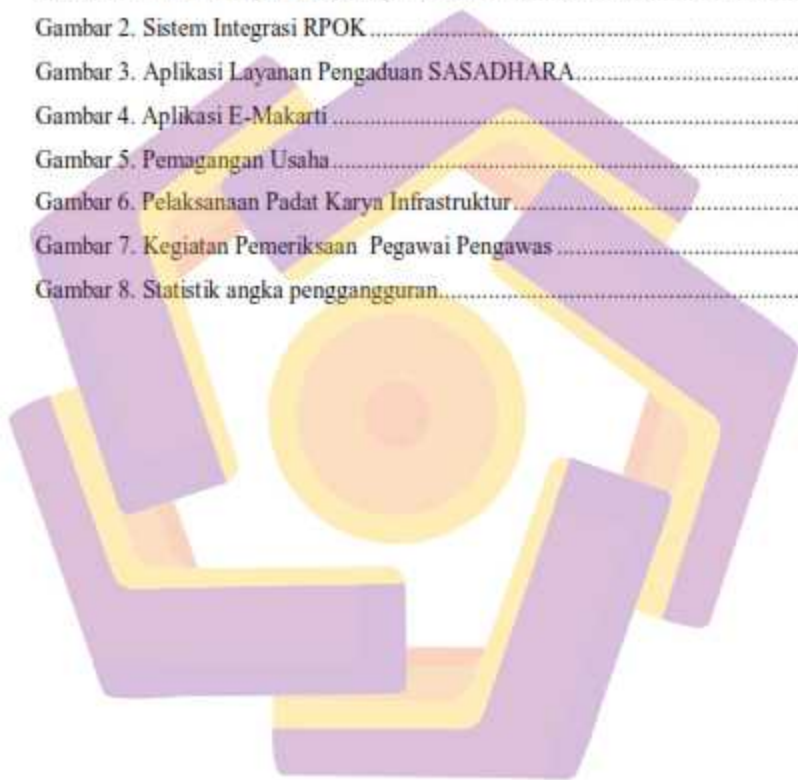 Gambar 2. Sistem Integrasi RPOK
Gambar 3. Aplikasi Layanan Pengaduan SASADHARA
Gambar 4. Aplikasi E-Makarti
Gambar 5. Pemagangan Usaha
Gambar 6. Pelaksanaan Padat Karya Infrastruktur
Gambar 7. Kegiatan Pemeriksaan Pegawai Pengawas
Gambar 8. Statistik angka penggangguran